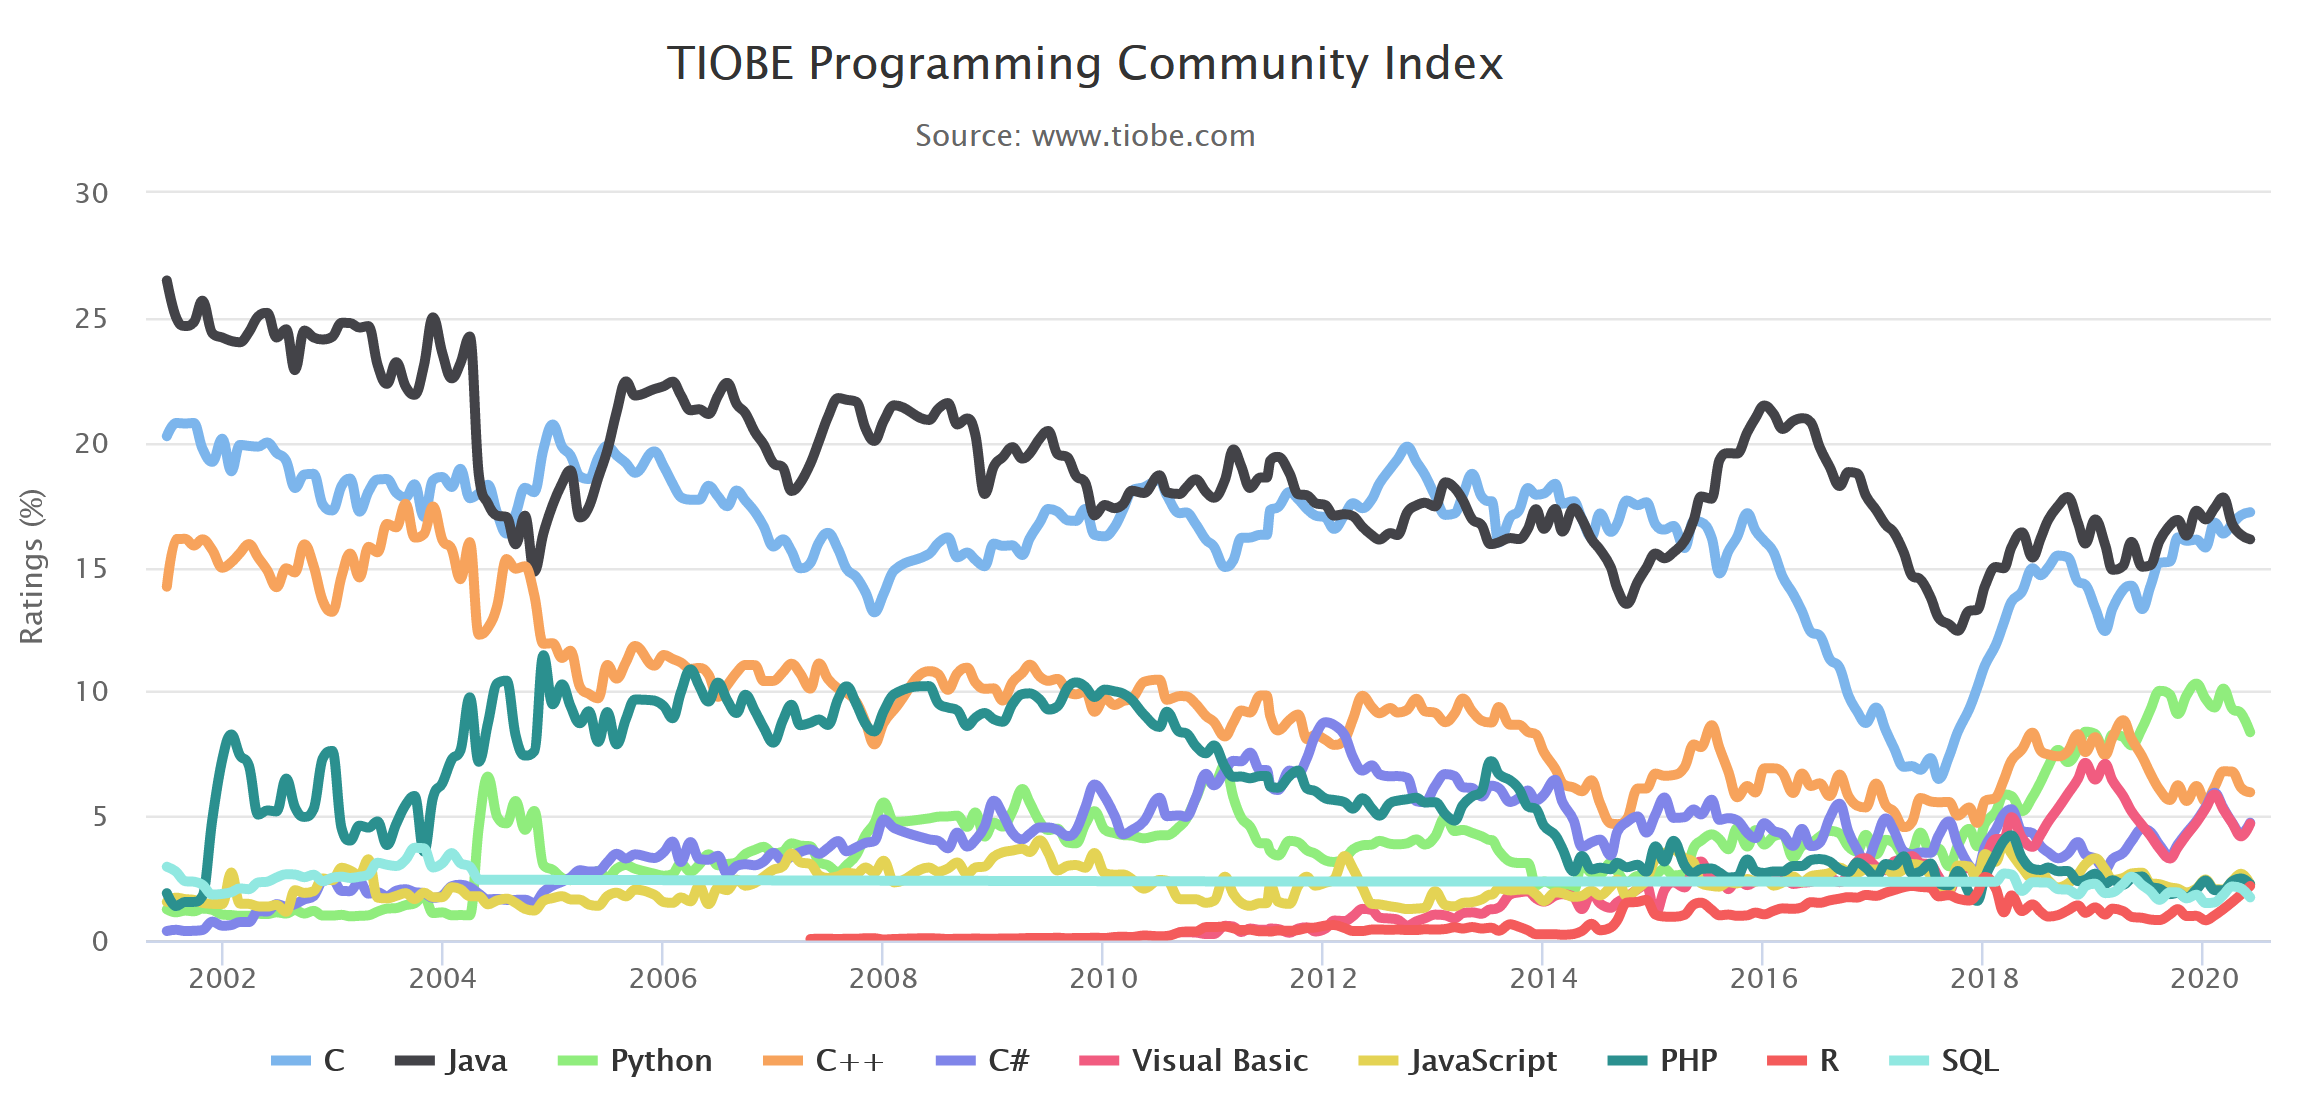 TIOBE Programming Community Index
Source: www.tiobe.com
Ratings (%)
30
25
20
15
10
5
0
2002 2004 2006 2008 2010 2012 2014 2016 2018 2020
C Java Python C++ C# Visual Basic JavaScript PHP R SQL